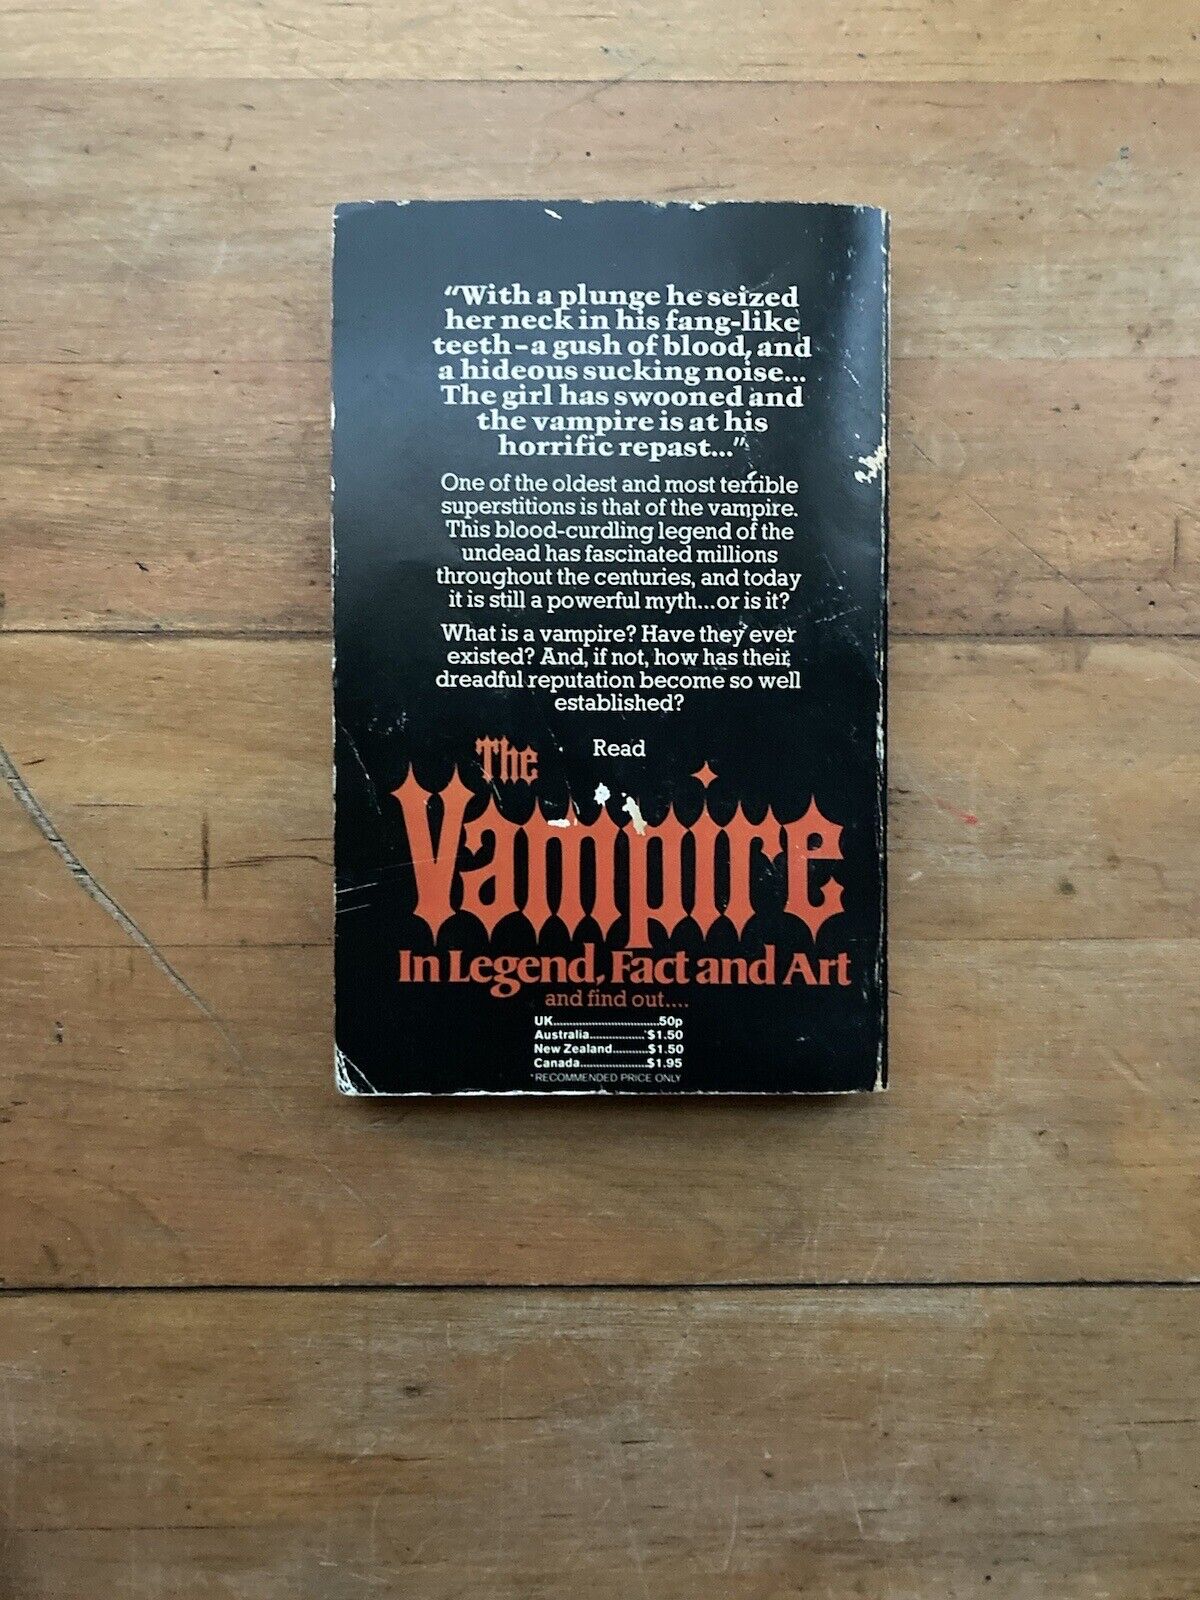 “With a plunge he seized
her neck in his fang-like
teeth–a gush of blood, and
a hideous sucking noise...
The girl has swooned and
the vampire is at his
horrific repast...”
One of the oldest and most terrible
superstitions is that of the vampire.
This blood-curdling legend of the
undead has fascinated millions
throughout the centuries, and today
it is still a powerful myth...or is it?
What is a vampire? Have they ever
existed? And, if not, how has their
dreadful reputation become so well
established?
Read
The
Vampire
In Legend, Fact and Art
and find out....
UK..............................50p
Australia................*$1.50
New Zealand..........$1.50
Canada...................$1.95
*RECOMMENDED PRICE ONLY